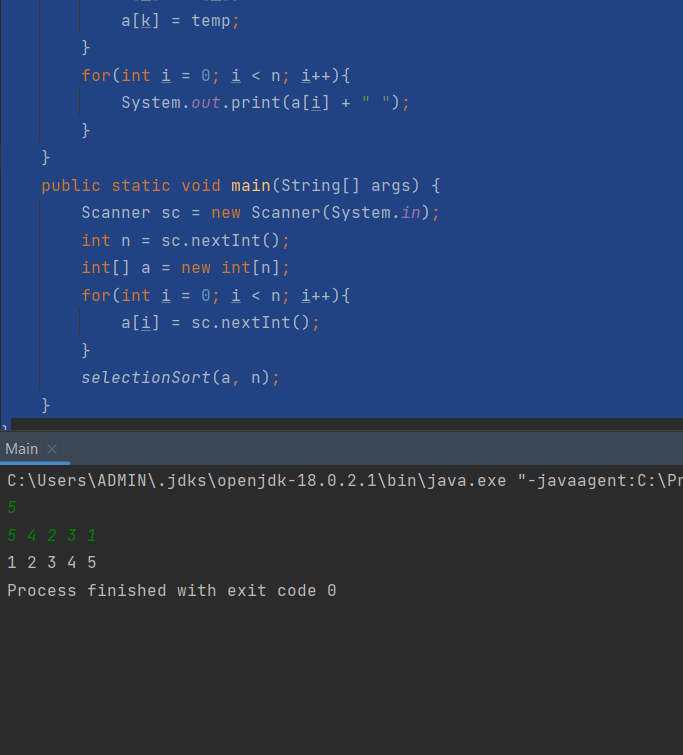 a[k] = temp;
}
for(int i = 0; i < n; i++){
System.out.print(a[i] + " ");
}
}
public static void main(String[] args) {
Scanner sc = new Scanner(System.in);
int n = sc.nextInt();
int[] a = new int[n];
for(int i = 0; i < n; i++){
a[i] = sc.nextInt();
}
selectionSort(a, n);
}
}
Main
C:\Users\ADMIN\.jdks\openjdk-18.0.2.1\bin\java.exe "-javaagent:C:\Pr
5
5 4 2 3 1
1 2 3 4 5
Process finished with exit code 0